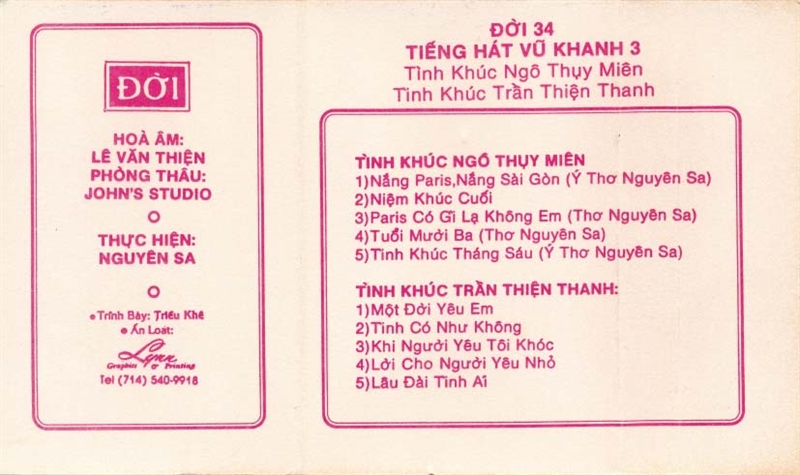 ĐỜI
HOÀ ÂM:
LÊ VĂN THIỆN
PHÒNG THÂU:
JOHN'S STUDIO
THỰC HIỆN:
NGUYÊN SA
Trình Bày: Triều Khê
Ấn Loát:
Lynn
Graphics & Printing
Tel (714) 540-9918
ĐỜI 34
TIẾNG HÁT VŨ KHANH 3
Tình Khúc Ngô Thụy Miên
Tình Khúc Trần Thiện Thanh
TÌNH KHÚC NGÔ THỤY MIÊN
1)Nắng Paris,Nắng Sài Gòn (Ý Thơ Nguyên Sa)
2)Niệm Khúc Cuối
3)Paris Có Gì Lạ Không Em (Thơ Nguyên Sa)
4)Tuổi Mười Ba (Thơ Nguyên Sa)
5)Tình Khúc Tháng Sáu (Ý Thơ Nguyên Sa)
TÌNH KHÚC TRẦN THIỆN THANH:
1)Một Đời Yêu Em
2)Tình Có Như Không
3)Khi Người Yêu Tôi Khóc
4)Lời Cho Người Yêu Nhỏ
5)Lâu Đài Tình Ái